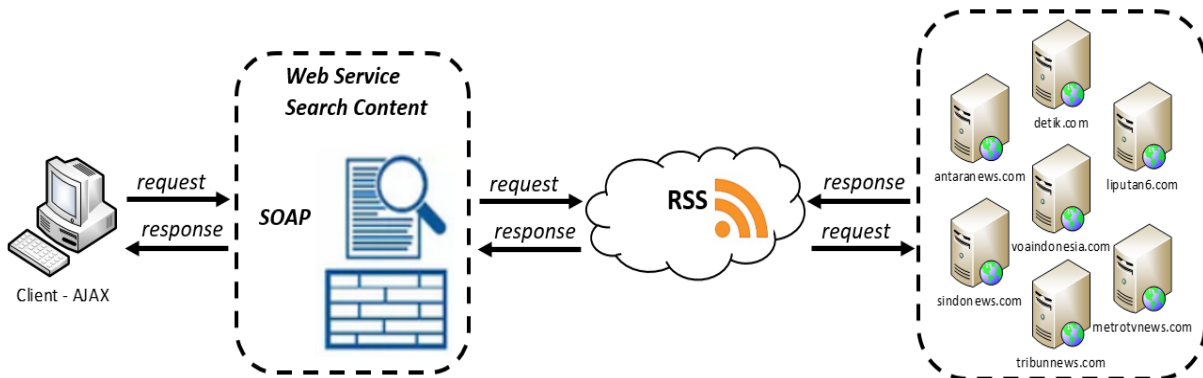 Web Service
Search Content
SOAP
request
response
Client - AJAX
request
response
RSS
response
request
detik.com
antaranews.com
liputan6.com
voaindonesia.com
sindonews.com
metrotvnews.com
tribunnews.com